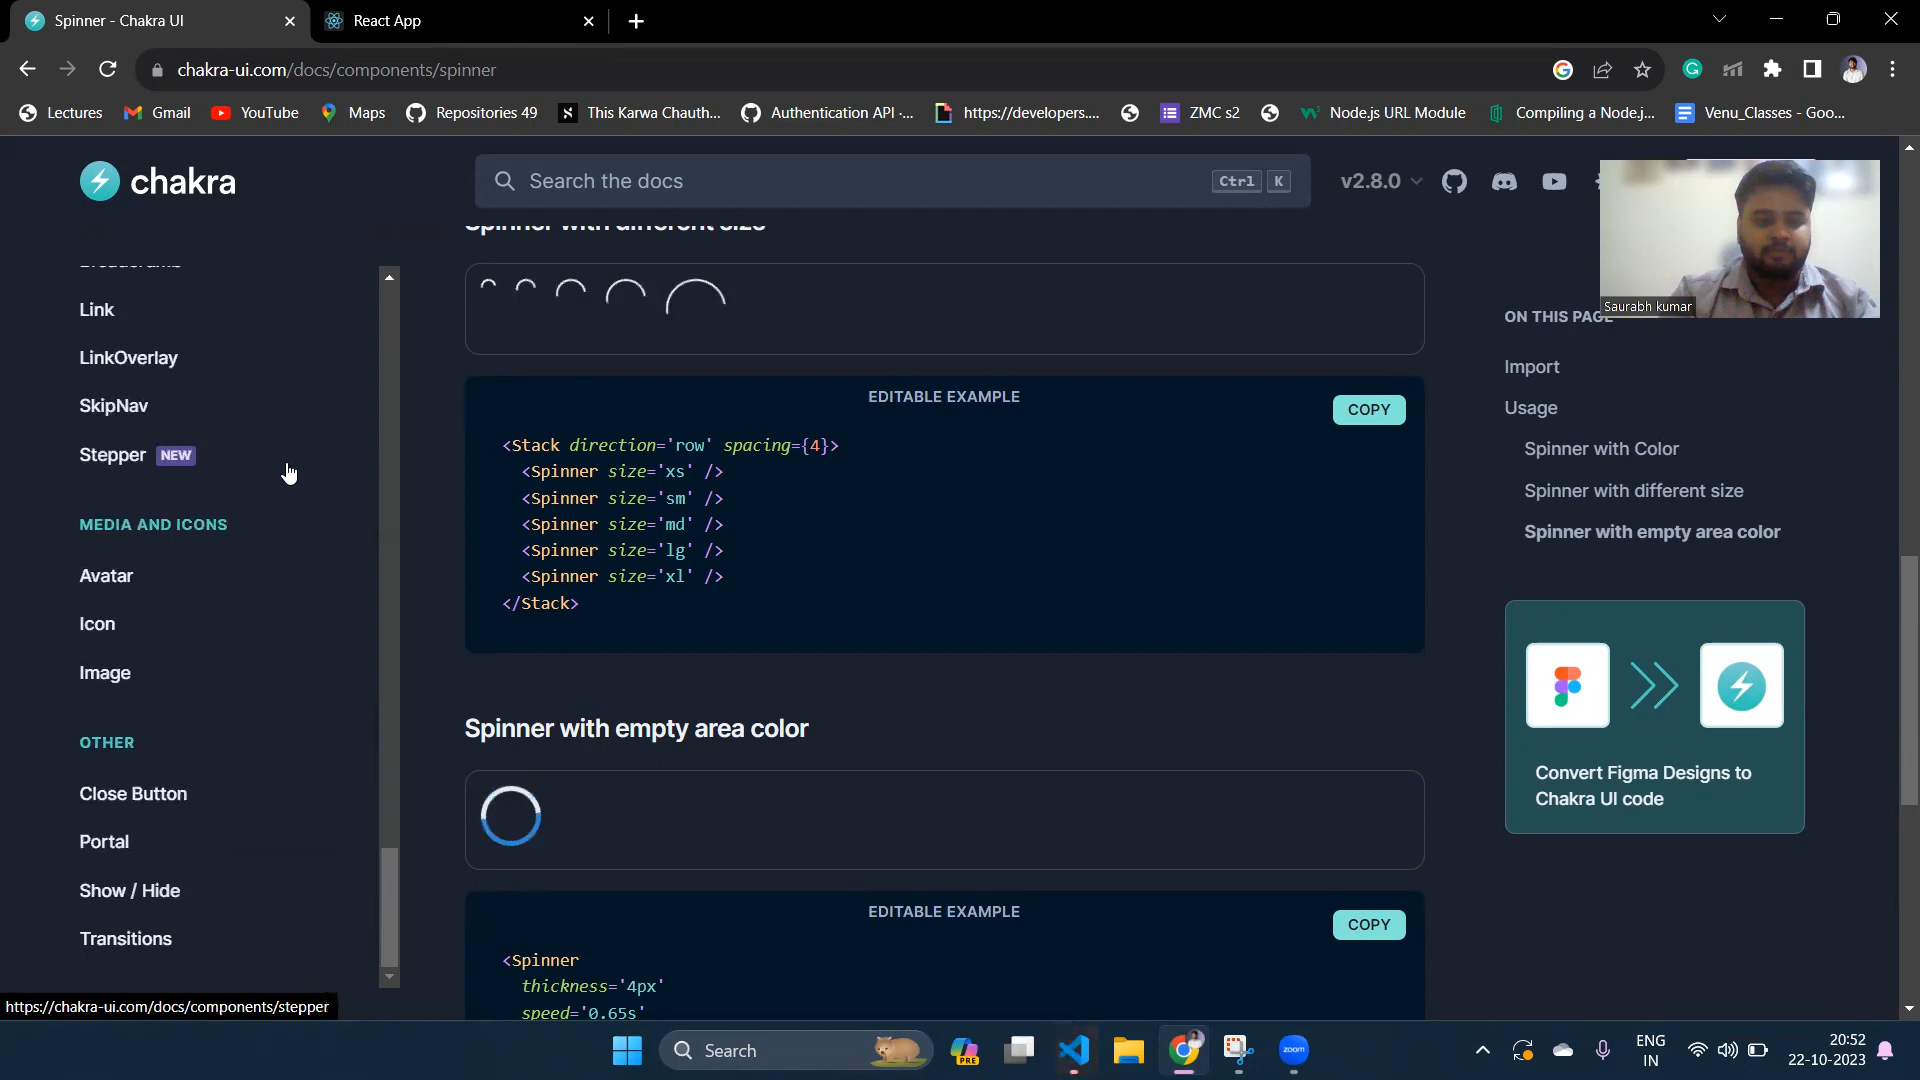 Spinner - Chakra UI
React App
chakra-ui.com/docs/components/spinner
Lectures
Gmail
YouTube
Maps
Repositories 49
This Karwa Chauth...
Authentication API ·...
https://developers....
ZMC s2
Node.js URL Module
Compiling a Node.j...
Venu_Classes - Goo...
chakra
Search the docs
Ctrl K
v2.8.0
Saurabh kumar
Breadcrumb
Link
LinkOverlay
SkipNav
Stepper NEW
MEDIA AND ICONS
Avatar
Icon
Image
OTHER
Close Button
Portal
Show / Hide
Transitions
https://chakra-ui.com/docs/components/stepper
Spinner with different size
EDITABLE EXAMPLE
COPY
<Stack direction='row' spacing={4}>
<Spinner size='xs' />
<Spinner size='sm' />
<Spinner size='md' />
<Spinner size='lg' />
<Spinner size='xl' />
</Stack>
Spinner with empty area color
EDITABLE EXAMPLE
COPY
<Spinner
thickness='4px'
speed='0.65s'
ON THIS PAGE
Import
Usage
Spinner with Color
Spinner with different size
Spinner with empty area color
Convert Figma Designs to
Chakra UI code
Search
PRE
zoom
ENG
IN
20:52
22-10-2023